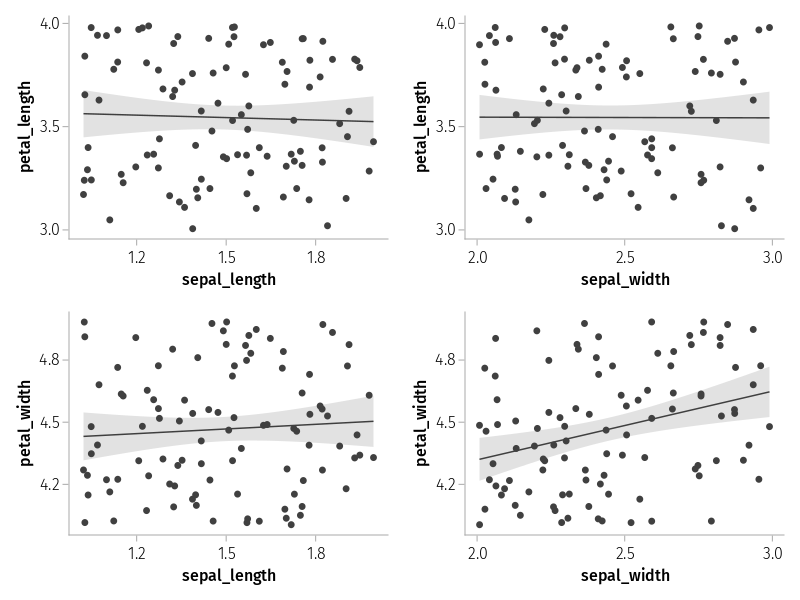 4.0
3.5
3.0
petal_length
1.2 1.5 1.8
sepal_length
4.0
3.5
3.0
petal_length
2.0 2.5 3.0
sepal_width
4.8
4.5
4.2
petal_width
1.2 1.5 1.8
sepal_length
4.8
4.5
4.2
petal_width
2.0 2.5 3.0
sepal_width